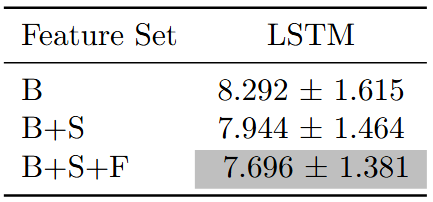 Feature Set LSTM
B 8.292 ± 1.615
B+S 7.944 ± 1.464
B+S+F 7.696 ± 1.381